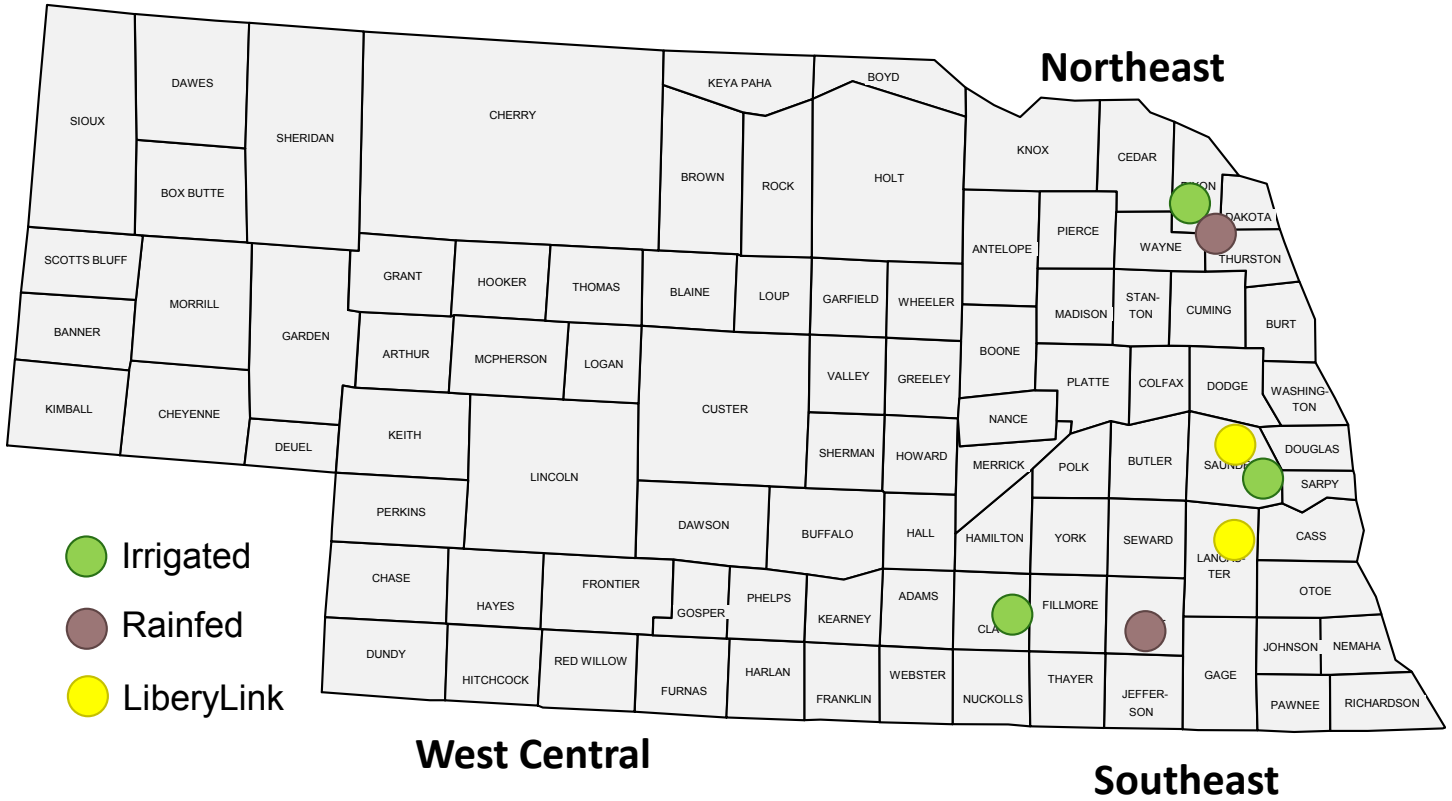 Northeast
KEYA PAHA
BOYD
DAWES
CHERRY
SIOUX
SHERIDAN
KNOX
CEDAR
BOX BUTTE
BROWN
ROCK
HOLT
DAKOTA
PIERCE
WAYNE
ANTELOPE
THURSTON
SCOTTS BLUFF
GRANT
HOOKER
THOMAS
BLAINE
LOUP
GARFIELD
WHEELER
MORRILL
MADISON
STAN-
TON
CUMING
BURT
BANNER
GARDEN
ARTHUR
MCPHERSON
LOGAN
BOONE
VALLEY
GREELEY
PLATTE
COLFAX
DODGE
WASHING-
TON
KIMBALL
CHEYENNE
CUSTER
NANCE
DEUEL
KEITH
SHERMAN
HOWARD
MERRICK
POLK
BUTLER
DOUGLAS
SARPY
LINCOLN
PERKINS
DAWSON
BUFFALO
HALL
HAMILTON
YORK
SEWARD
CASS
TER
Irrigated
CHASE
HAYES
FRONTIER
GOSPER
PHELPS
KEARNEY
ADAMS
FILLMORE
OTOE
Rainfed
DUNDY
HITCHCOCK
RED WILLOW
FURNAS
HARLAN
FRANKLIN
WEBSTER
NUCKOLLS
THAYER
JEFFER-
SON
GAGE
JOHNSON
NEMAHA
PAWNEE
RICHARDSON
LiberyLink
West Central
Southeast